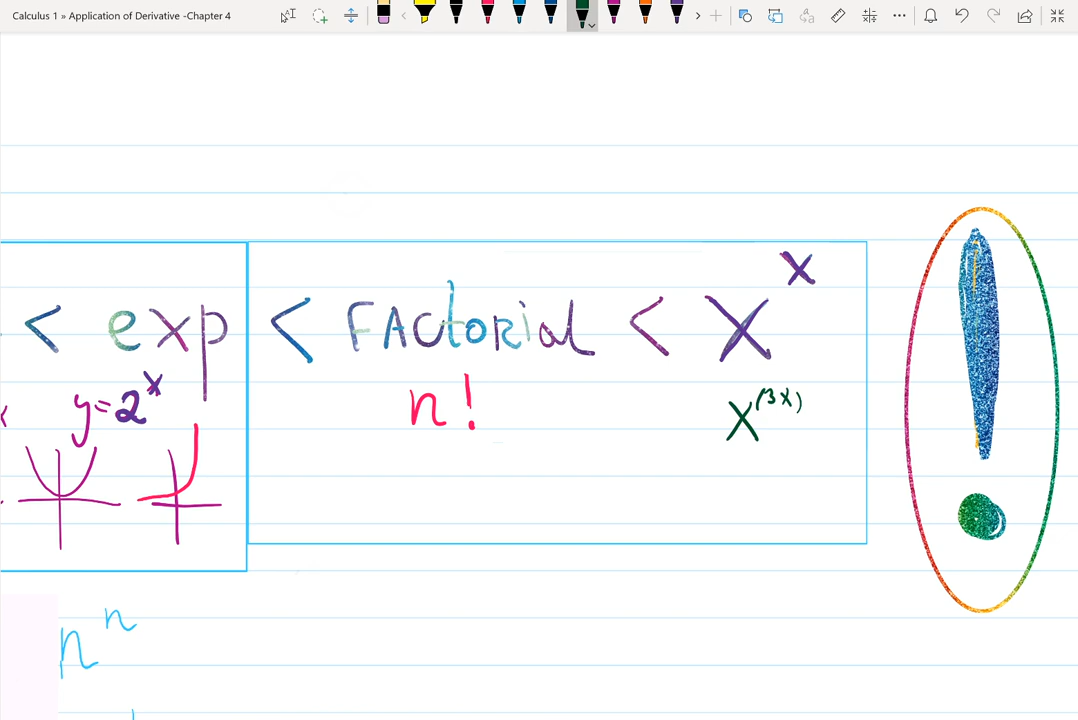 Calculus 1 » Application of Derivative -Chapter 4
< exp < FActorial < X^x
y=2^x
n!
X^(3x)
n^n